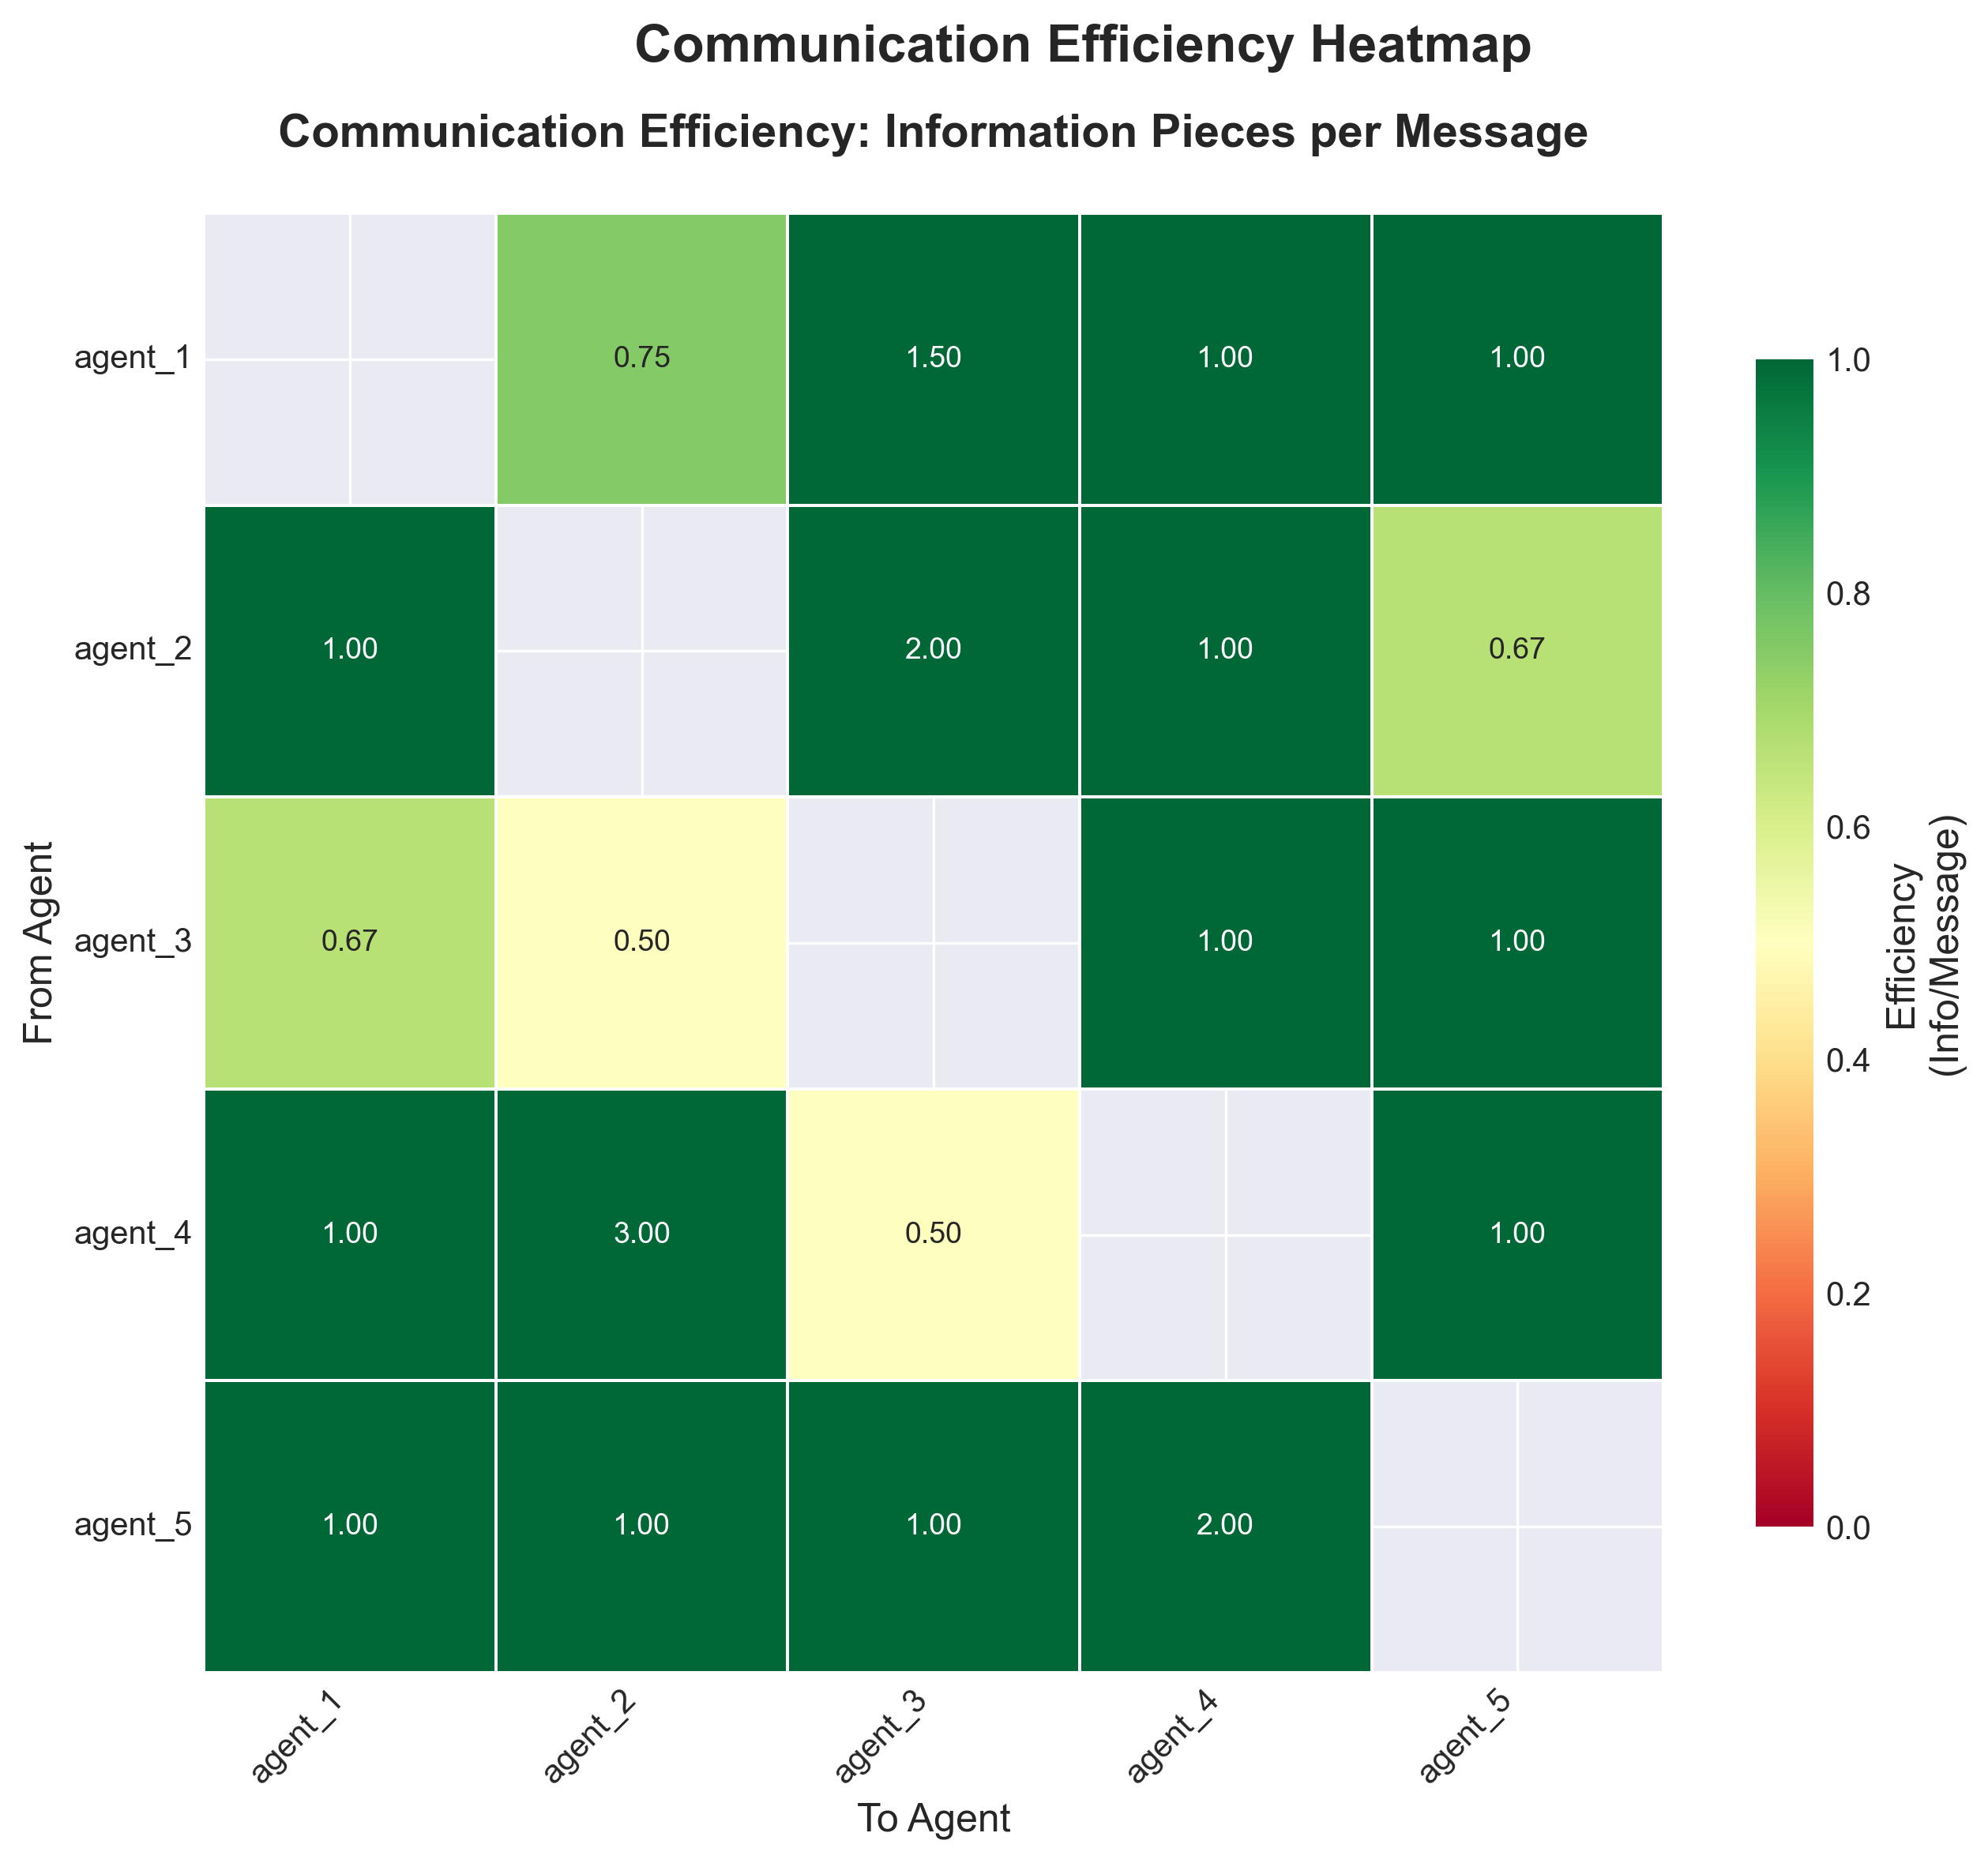 Communication Efficiency Heatmap
Communication Efficiency: Information Pieces per Message
agent_1
0.75
1.50
1.00
1.00
agent_2
1.00
2.00
1.00
0.67
agent_3
0.67
0.50
1.00
1.00
agent_4
1.00
3.00
0.50
1.00
agent_5
1.00
1.00
1.00
2.00
From Agent
agent_1
agent_2
agent_3
agent_4
agent_5
To Agent
1.0
0.8
0.6
0.4
0.2
0.0
Efficiency
(Info/Message)